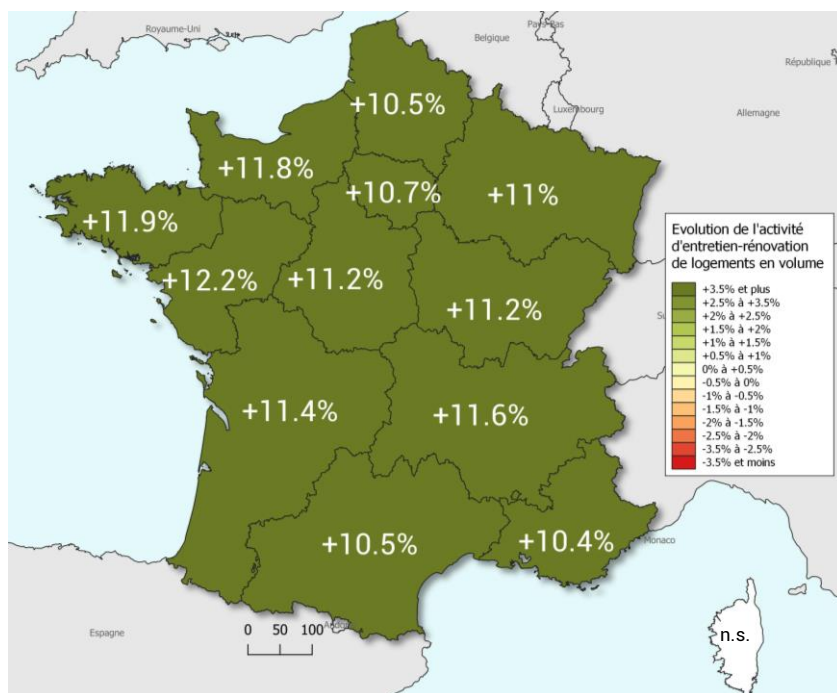 Royaume-Uni
Pays-Bas
Belgique
République
Luxembourg
Allemagne
+10.5%
+11.8%
+10.7%
+11%
+11.9%
+12.2%
+11.2%
+11.2%
+11.4%
+11.6%
+10.5%
+10.4%
Evolution de l'activité
d'entretien-rénovation
de logements en volume
+3.5% et plus
+2.5% à +3.5%
+2% à +2.5%
+1.5% à +2%
+1% à +1.5%
+0.5% à +1%
0% à +0.5%
-0.5% à 0%
-1% à -0.5%
-1.5% à -1%
-2% à -1.5%
-2.5% à -2%
-3.5% à -2.5%
-3.5% et moins
Monaco
Espagne
0 50 100
n.s.